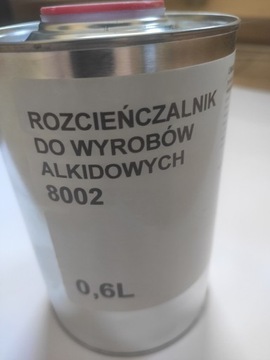 ROZCIEŃCZALNIK
DO WYROBÓW
ALKIDOWYCH
8002
0,6L